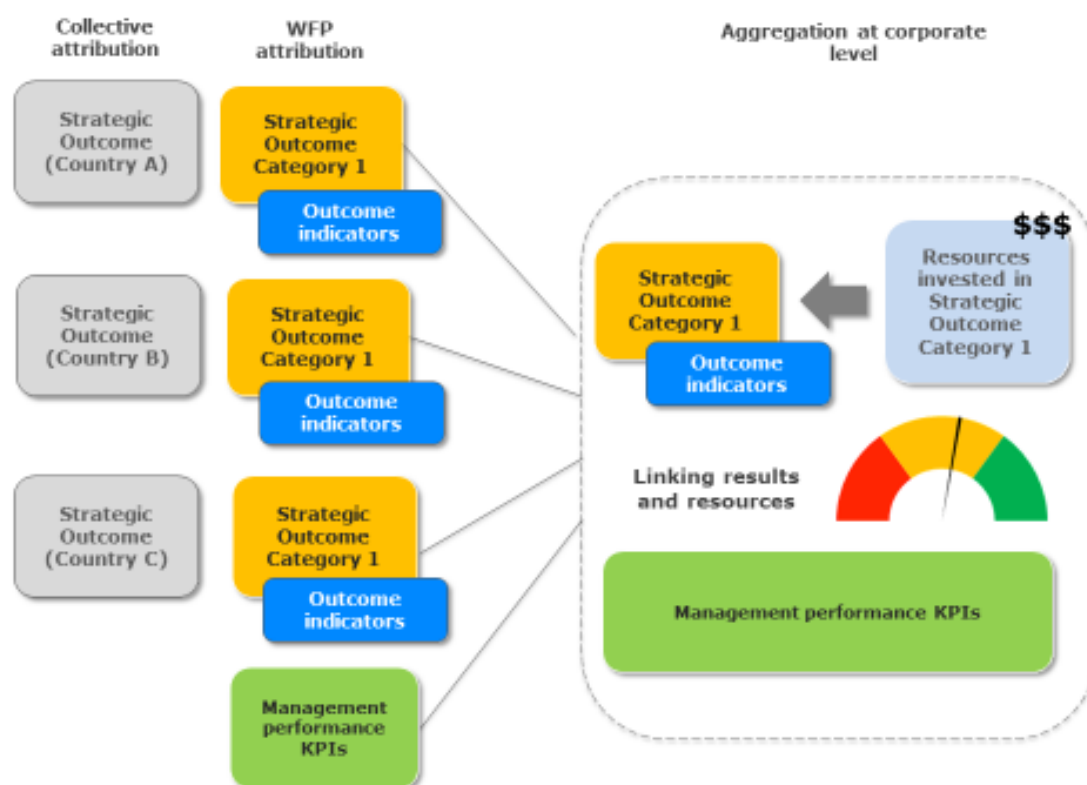 Collective
attribution
WFP
attribution
Aggregation at corporate
level
Strategic
Outcome
(Country A)
Strategic
Outcome
Category 1
Outcome
indicators
Strategic
Outcome
(Country B)
Strategic
Outcome
Category 1
Outcome
indicators
Strategic
Outcome
(Country C)
Strategic
Outcome
Category 1
Outcome
indicators
Management
performance
KPIs
Strategic
Outcome
Category 1
Outcome
indicators
$$$
Resources
invested in
Strategic
Outcome
Category 1
Linking results
and resources
Management performance KPIs